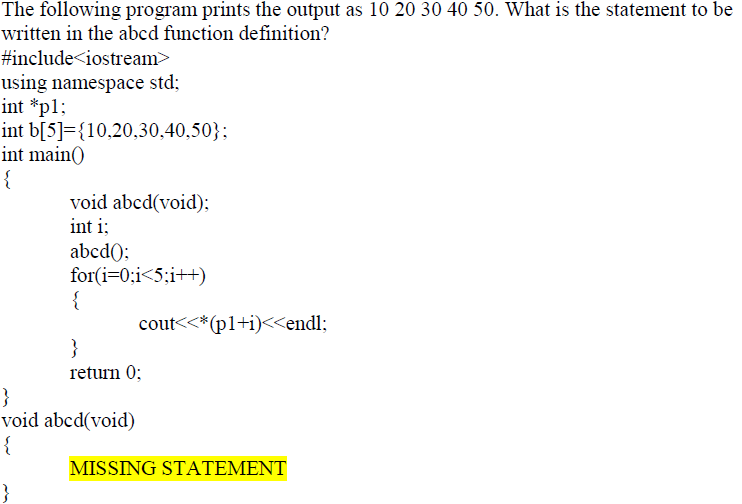 The following program prints the output as 10 20 30 40 50. What is the statement to be
written in the abcd function definition?
#include<iostream>
using namespace std;
int *p1;
int b[5]={10,20,30,40,50};
int main()
{
void abcd(void);
int i;
abcd();
for(i=0;i<5;i++)
{
cout<<*(p1+i)<<endl;
}
return 0;
}
void abcd(void)
{
MISSING STATEMENT
}